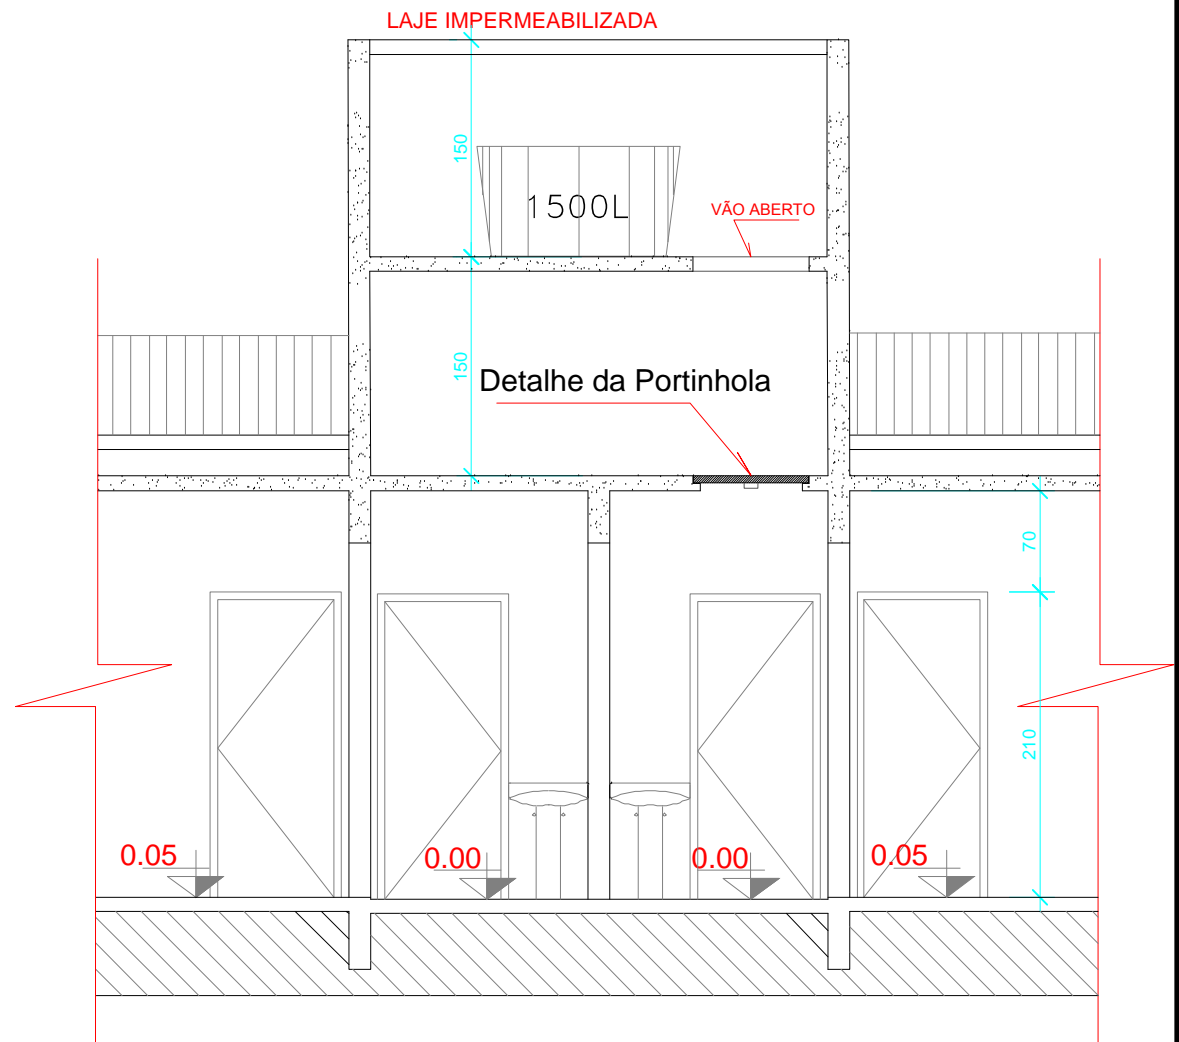 LAJE IMPERMEABILIZADA
150
1500L
VÃO ABERTO
150
Detalhe da Portinhola
70
210
0.05
0.00
0.00
0.05